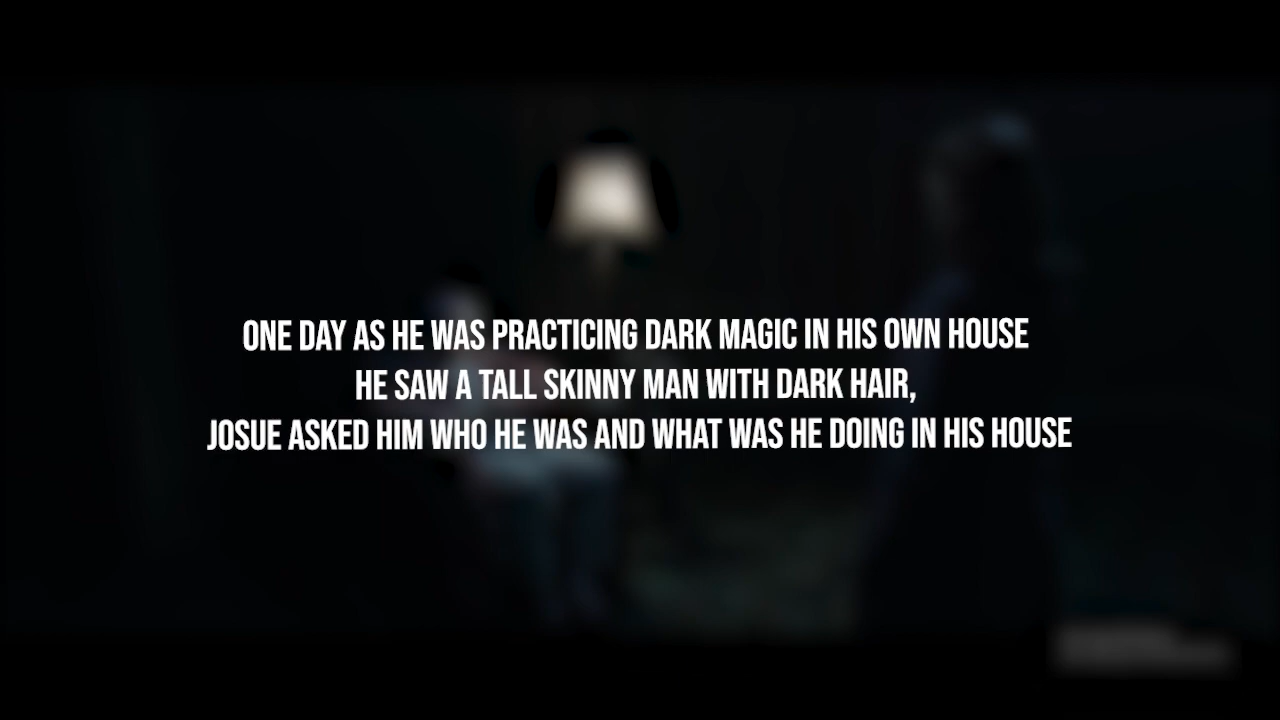 ONE DAY AS HE WAS PRACTICING DARK MAGIC IN HIS OWN HOUSE
HE SAW A TALL SKINNY MAN WITH DARK HAIR,
JOSUE ASKED HIM WHO HE WAS AND WHAT WAS HE DOING IN HIS HOUSE